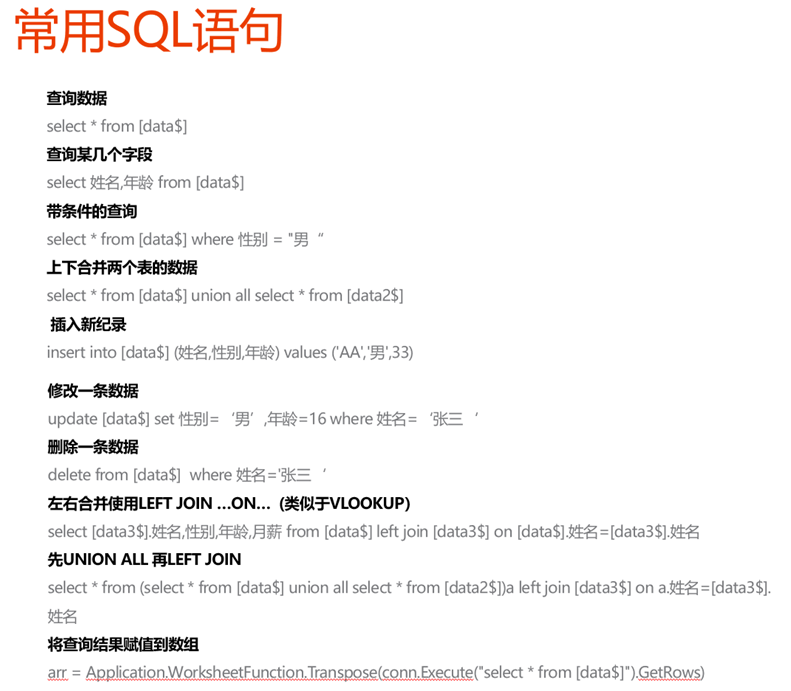 常用SQL语句
查询数据
select * from [data$]
查询某几个字段
select 姓名,年龄 from [data$]
带条件的查询
select * from [data$] where 性别 = "男“
上下合并两个表的数据
select * from [data$] union all select * from [data2$]
插入新纪录
insert into [data$] (姓名,性别,年龄) values ('AA','男',33)
修改一条数据
update [data$] set 性别=‘男’,年龄=16 where 姓名=‘张三‘
删除一条数据
delete from [data$]  where 姓名='张三‘
左右合并使用LEFT JOIN ...ON... (类似于VLOOKUP)
select [data3$].姓名,性别,年龄,月薪 from [data$] left join [data3$] on [data$].姓名=[data3$].姓名
先UNION ALL 再LEFT JOIN
select * from (select * from [data$] union all select * from [data2$])a left join [data3$] on a.姓名=[data3$].
姓名
将查询结果赋值到数组
arr = Application.WorksheetFunction.Transpose(conn.Execute("select * from [data$]").GetRows)